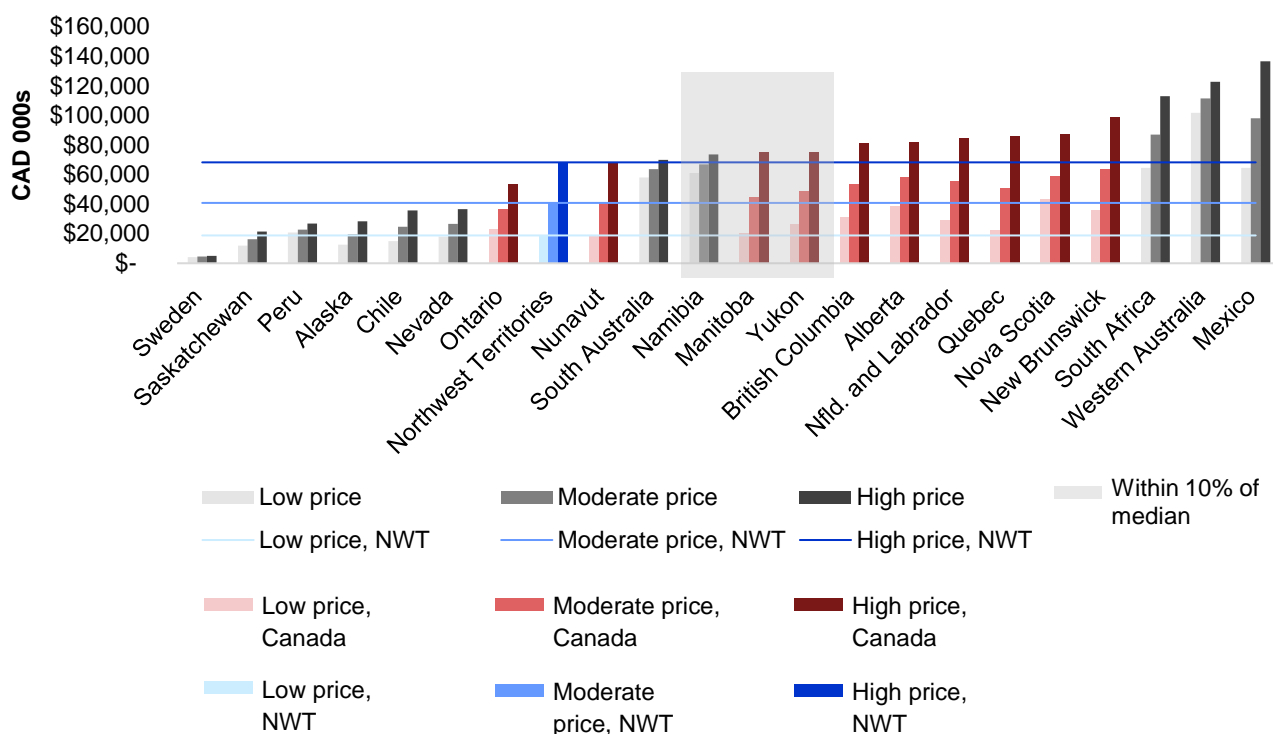 $160,000
$140,000
$120,000
$100,000
$80,000
$60,000
$40,000
$20,000
$-
CAD 000s
Sweden
Saskatchewan
Peru
Alaska
Chile
Nevada
Ontario
Northwest Territories
Nunavut
South Australia
Namibia
Manitoba
Yukon
British Columbia
Alberta
Nfld. and Labrador
Quebec
Nova Scotia
New Brunswick
South Africa
Western Australia
Mexico
Low price
Moderate price
High price
Within 10% of
median
Low price, NWT
Moderate price, NWT
High price, NWT
Low price,
Canada
Moderate price,
Canada
High price,
Canada
Low price,
NWT
Moderate
price, NWT
High price,
NWT